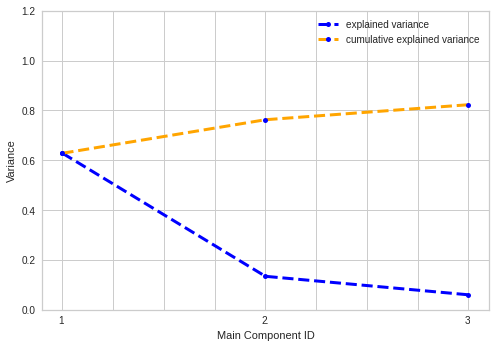 1.2
1.0
0.8
0.6
0.4
0.2
0.0
Variance
explained variance
cumulative explained variance
1 2 3
Main Component ID